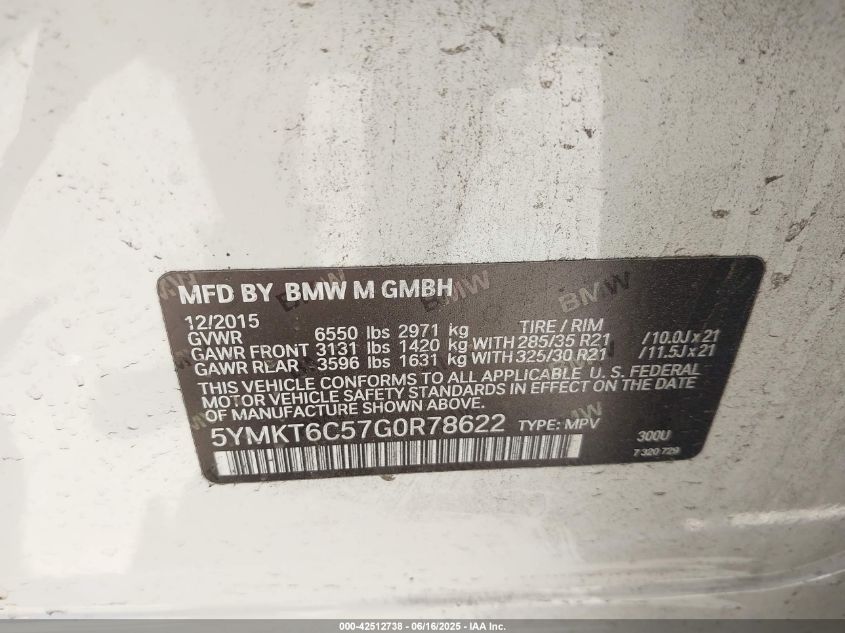 MFD BY BMW M GMBH
12/2015
GVWR 6550 lbs 2971 kg TIRE / RIM
GAWR FRONT 3131 lbs 1420 kg WITH 285/35 R21 /10.0J x 21
GAWR REAR 3596 lbs 1631 kg WITH 325/30 R21 /11.5J x 21
THIS VEHICLE CONFORMS TO ALL APPLICABLE U. S. FEDERAL
MOTOR VEHICLE SAFETY STANDARDS IN EFFECT ON THE DATE
OF MANUFACTURE SHOWN ABOVE.
5YMKT6C57G0R78622 TYPE: MPV 300U
7 320 729
000-42512738 - 06/16/2025 - IAA Inc.